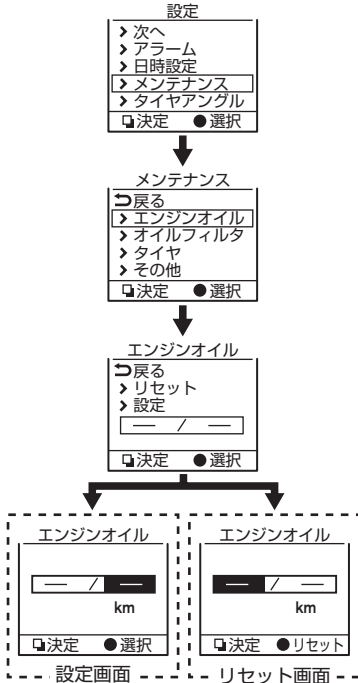 設定
次へ
アラーム
日時設定
メンテナンス
タイヤアングル
決定 ●選択
メンテナンス
戻る
エンジンオイル
オイルフィルタ
タイヤ
その他
決定 ●選択
エンジンオイル
戻る
リセット
設定
― / ―
決定 ●選択
エンジンオイル
― / ―
km
決定 ●選択
設定画面
エンジンオイル
― / ―
km
決定 ●リセット
リセット画面